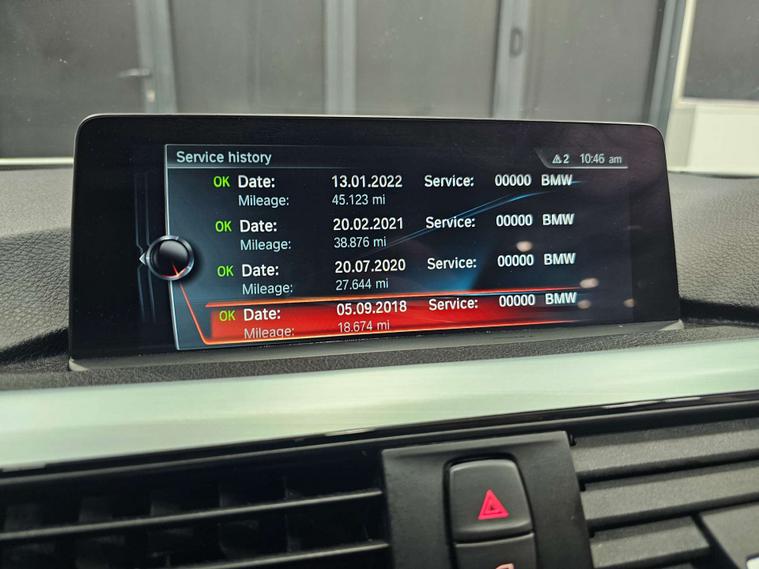 Service history
2 10:46 am
OK Date: 13.01.2022 Service: 00000 BMW
Mileage: 45.123 mi
OK Date: 20.02.2021 Service: 00000 BMW
Mileage: 38.876 mi
OK Date: 20.07.2020 Service: 00000 BMW
Mileage: 27.644 mi
OK Date: 05.09.2018 Service: 00000 BMW
Mileage: 18.674 mi